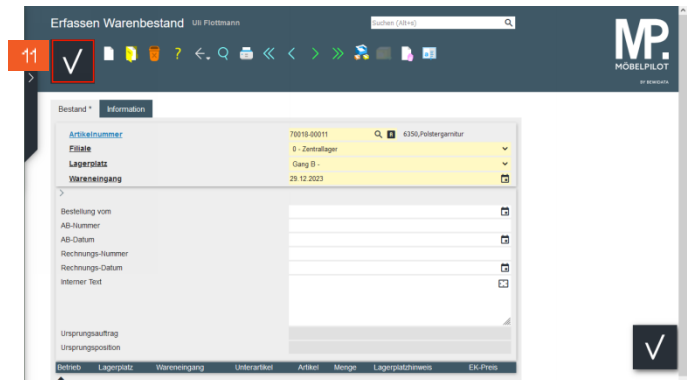 Erfassen Warenbestand Uli Flottmann Suchen (Alt+s)
MP.
MÖBELPILOT
BY BENKDATA
11
Bestand * Information
Artikelnummer 70018-00011 R 6350,Polstergarnitur
Filiale 0 - Zentrallager
Lagerplatz Gang B -
Wareneingang 29.12.2023
Bestellung vom
AB-Nummer
AB-Datum
Rechnungs-Nummer
Rechnungs-Datum
Interner Text
Ursprungsauftrag
Ursprungsposition
Betrieb Lagerplatz Wareneingang Unterartikel Artikel Menge Lagerplatzhinweis EK-Preis